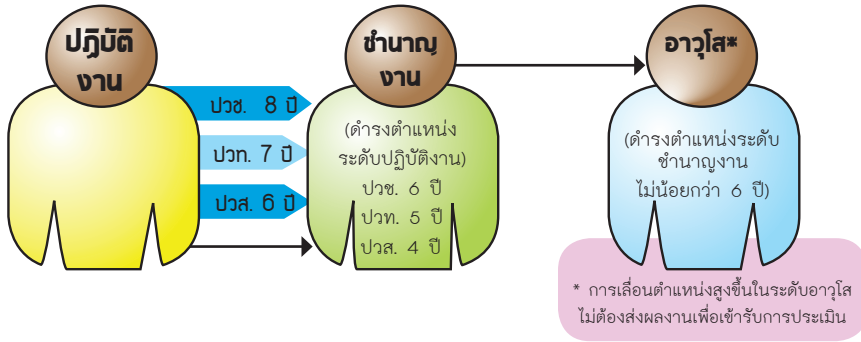 ปฏิบัติ
งาน
ปวช. 8 ปี
ปวท. 7 ปี
ปวส. 6 ปี
ชำนาญ
งาน
(ดำรงตำแหน่ง
ระดับปฏิบัติงาน)
ปวช. 6 ปี
ปวท. 5 ปี
ปวส. 4 ปี
อาวุโส*
(ดำรงตำแหน่งระดับ
ชำนาญงาน
ไม่น้อยกว่า 6 ปี)
* การเลื่อนตำแหน่งสูงขึ้นในระดับอาวุโส
ไม่ต้องส่งผลงานเพื่อเข้ารับการประเมิน